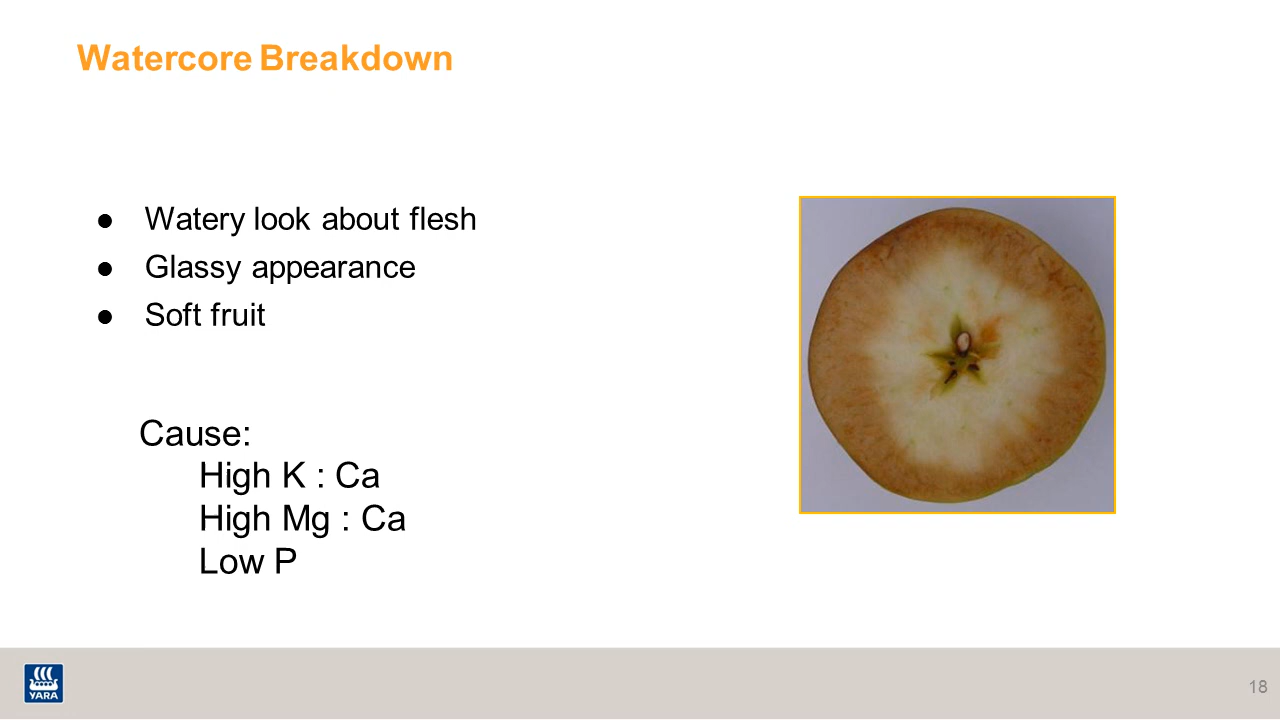 Watercore Breakdown
● Watery look about flesh
● Glassy appearance
● Soft fruit
Cause:
High K : Ca
High Mg : Ca
Low P
YARA
18